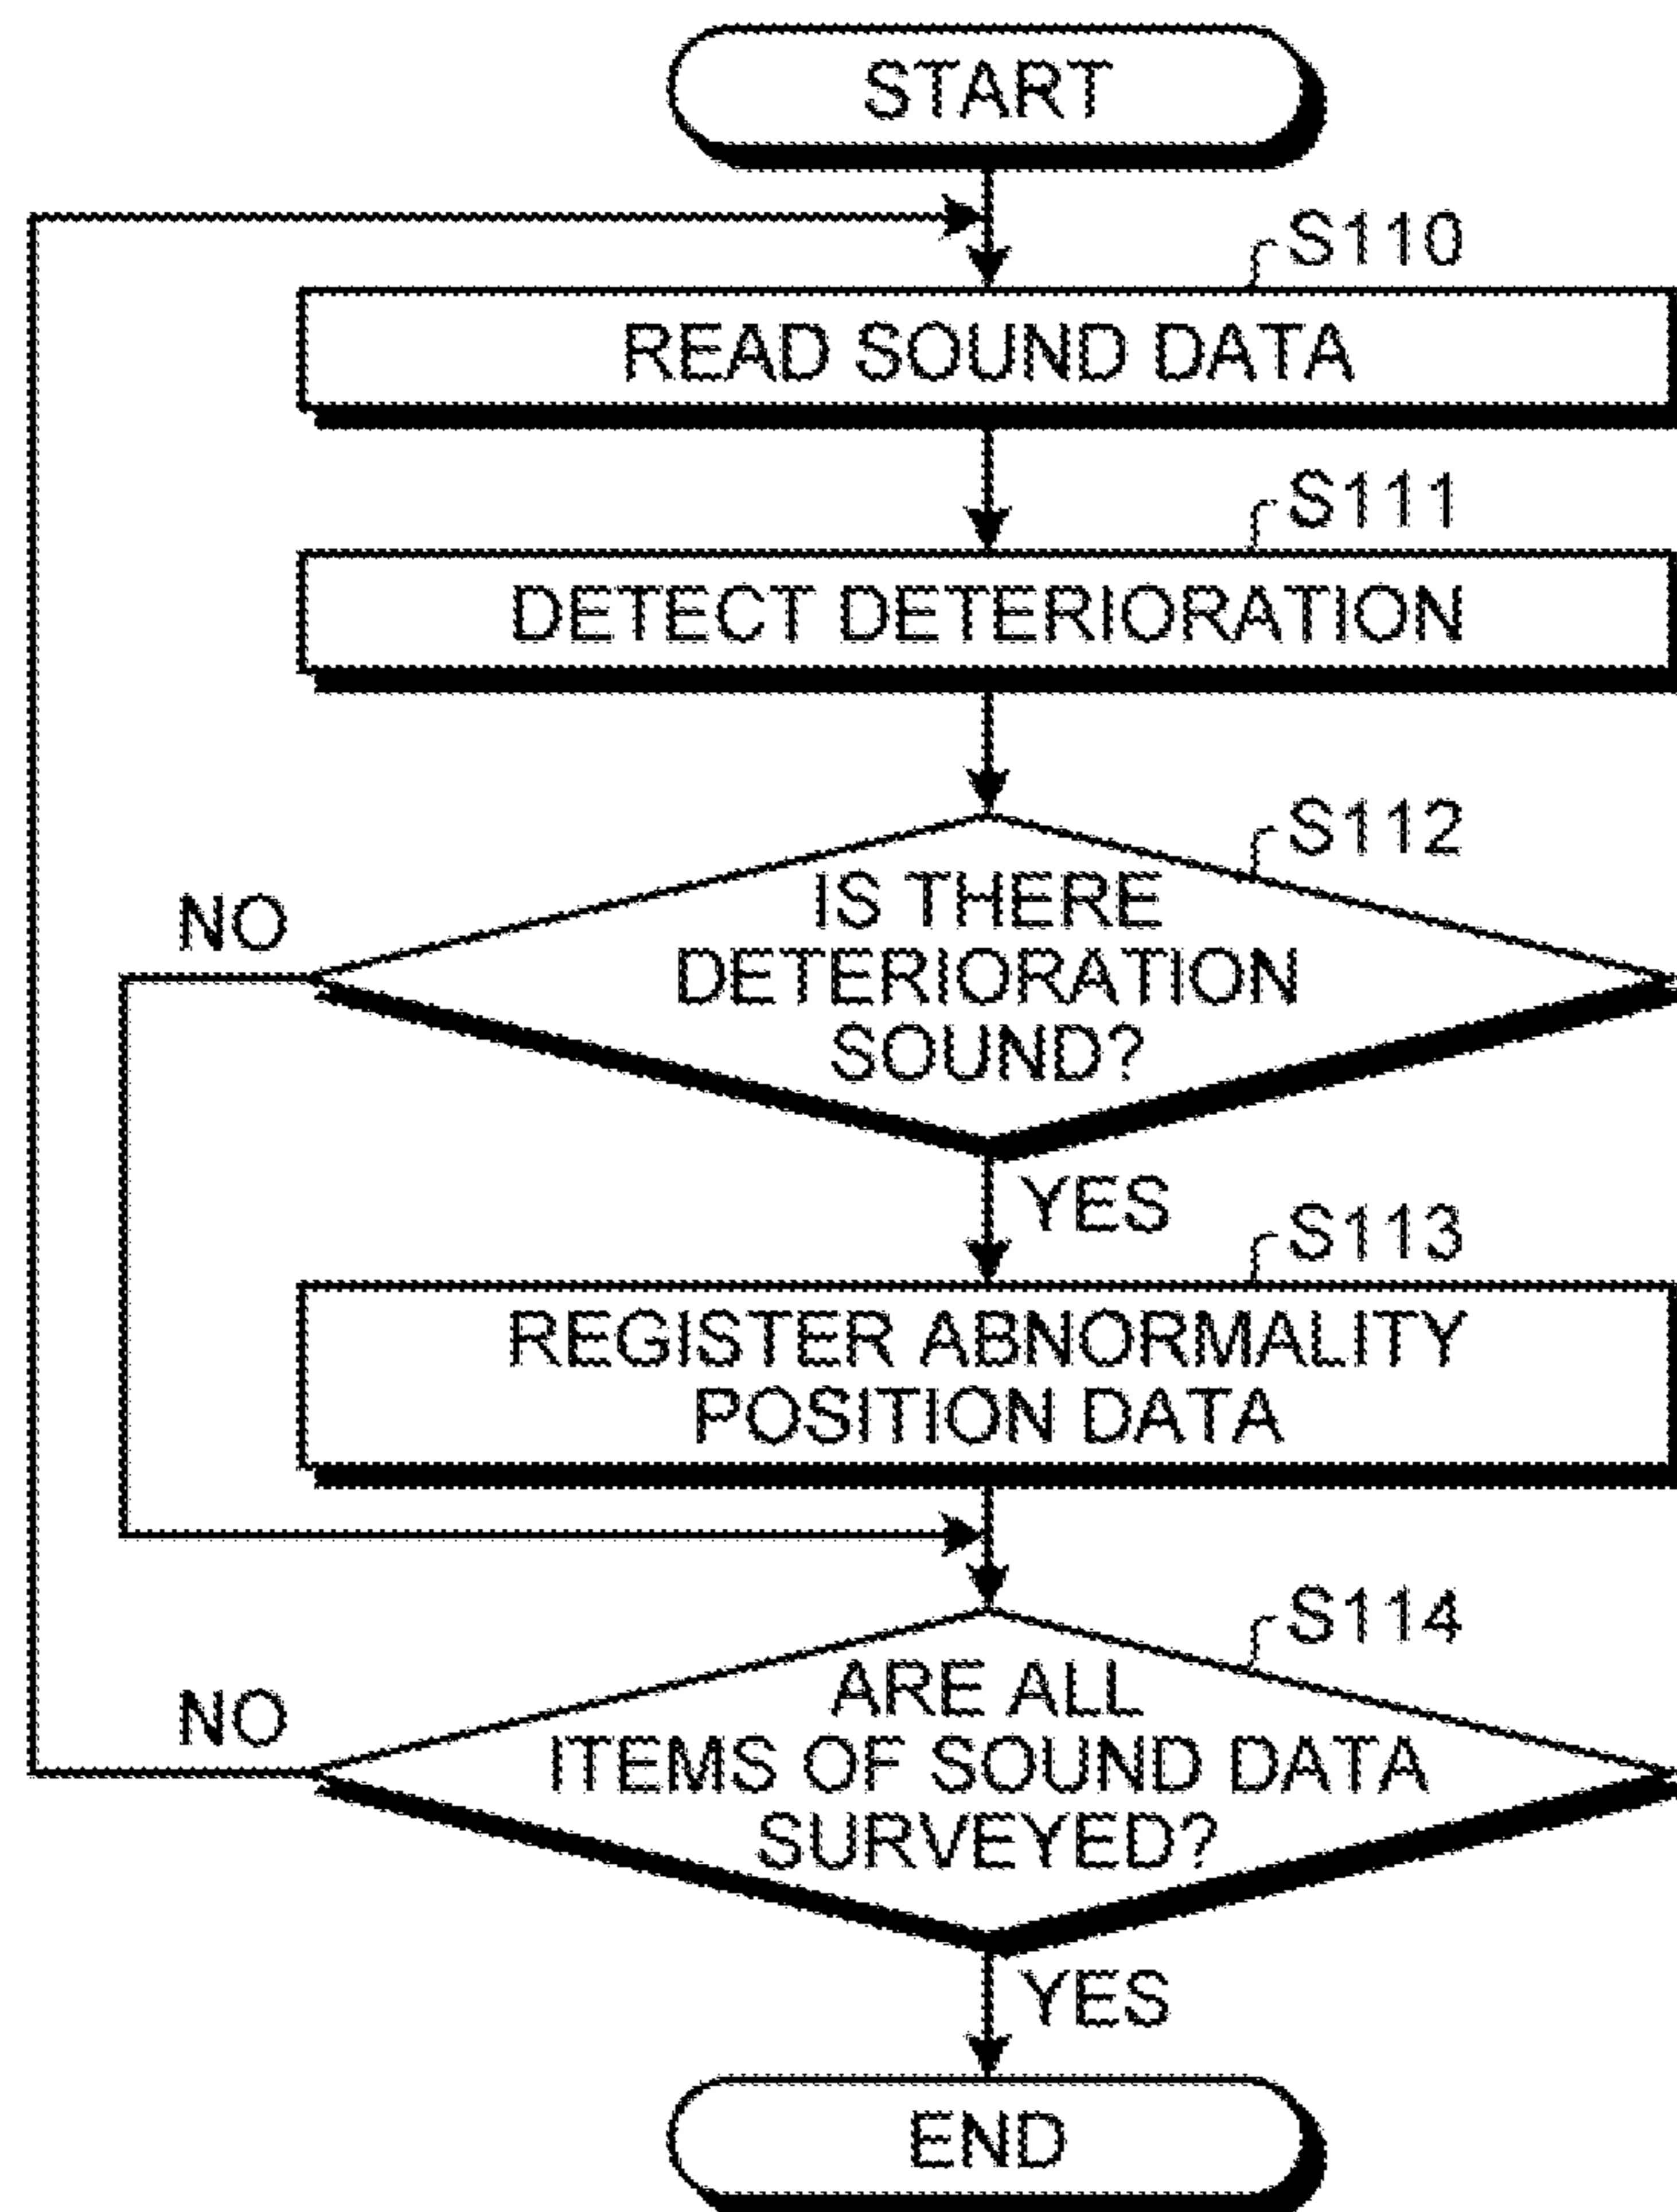 START
S110
READ SOUND DATA
S111
DETECT DETERIORATION
S112
IS THERE
NO
DETERIORATION
SOUND?
YES
S113
REGISTER ABNORMALITY
POSITION DATA
S114
ARE ALL
NO
ITEMS OF SOUND DATA
SURVEYED?
YES
END